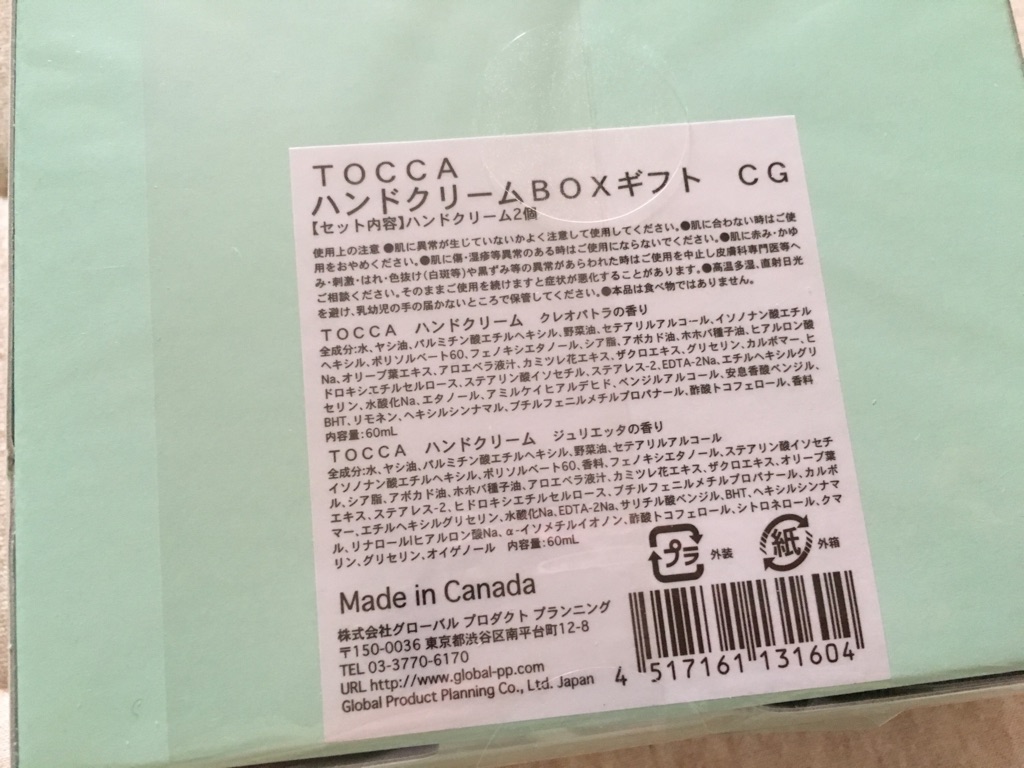 TOCCA
ハンドクリームBOXギフト CG
【セット内容】ハンドクリーム2個
使用上の注意 ●肌に異常が生じていないかよく注意して使用してください。●肌に合わない時はご使
用をおやめください。●肌に傷・湿疹等異常のある時はご使用にならないでください。●肌に赤み・かゆ
み・刺激・はれ・色抜け(白斑等)や黒ずみ等の異常があらわれた時はご使用を中止し皮膚科専門医等へ
ご相談ください。そのままご使用を続けますと症状が悪化することがあります。●高温多湿、直射日光
を避け、乳幼児の手の届かないところで保管してください。●本品は食べ物ではありません。
TOCCA ハンドクリーム クレオパトラの香り
全成分:水、ヤシ油、パルミチン酸エチルヘキシル、野菜油、セテアリルアルコール、イソノナン酸エチル
ヘキシル、ポリソルベート60、フェノキシエタノール、シア脂、アボカド油、ホホバ種子油、ヒアルロン酸
Na、オリーブ葉エキス、アロエベラ液汁、カミツレ花エキス、ザクロエキス、グリセリン、カルボマー、ヒ
ドロキシエチルセルロース、ステアリン酸イソセチル、ステアレス-2、EDTA-2Na、エチルヘキシルグリ
セリン、水酸化Na、エタノール、アミルケイヒアルデヒド、ベンジルアルコール、安息香酸ベンジル、
BHT、リモネン、ヘキシルシンナマル、ブチルフェニルメチルプロパナール、酢酸トコフェロール、香料
内容量:60mL
TOCCA ハンドクリーム ジュリエッタの香り
全成分:水、ヤシ油、パルミチン酸エチルヘキシル、野菜油、セテアリルアルコール
イソノナン酸エチルヘキシル、ポリソルベート60、香料、フェノキシエタノール、ステアリン酸イソセチ
ル、シア脂、アボカド油、ホホバ種子油、アロエベラ液汁、カミツレ花エキス、ザクロエキス、オリーブ葉
エキス、ステアレス-2、ヒドロキシエチルセルロース、ブチルフェニルメチルプロパナール、カルボ
マー、エチルヘキシルグリセリン、水酸化Na、EDTA-2Na、サリチル酸ベンジル、BHT、ヘキシルシンナマ
ル、リナロールlヒアルロン酸Na、α-イソメチルイオノン、酢酸トコフェロール、シトロネロール、クマ
リン、グリセリン、オイゲノール 内容量:60mL
プラ 外装 紙 外箱
Made in Canada
株式会社グローバル プロダクト プランニング
〒150-0036 東京都渋谷区南平台町12-8
TEL 03-3770-6170
URL http://www.global-pp.com
Global Product Planning Co., Ltd. Japan
4 517161 131604